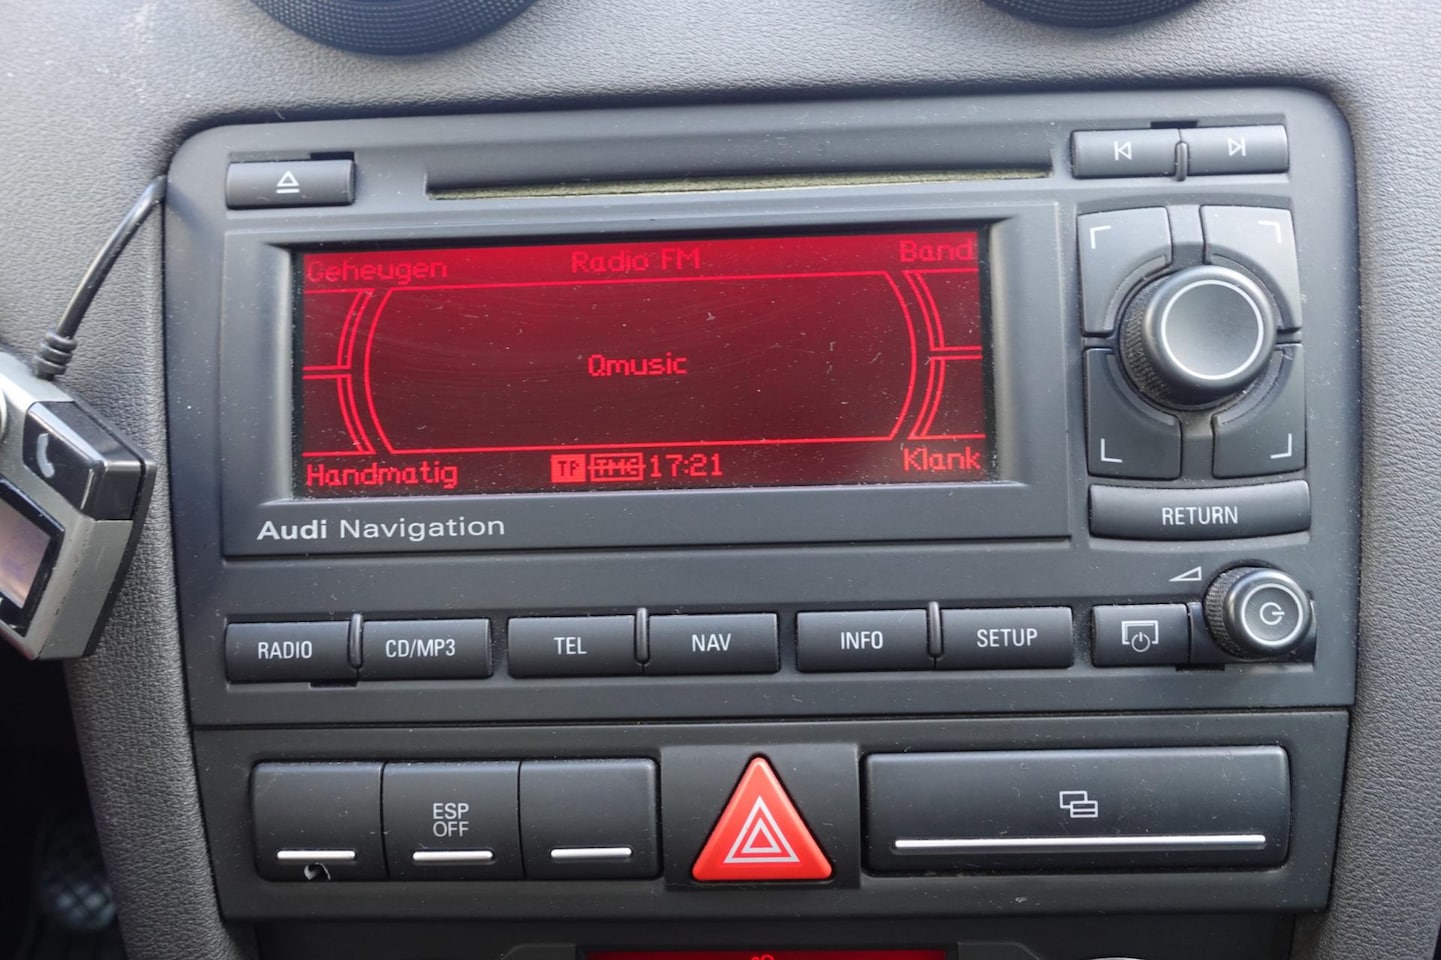 Geheugen Radio FM Band
Qmusic
Handmatig TP TMC 17:21 Klank
Audi Navigation
RETURN
RADIO CD/MP3 TEL NAV INFO SETUP
ESP
OFF